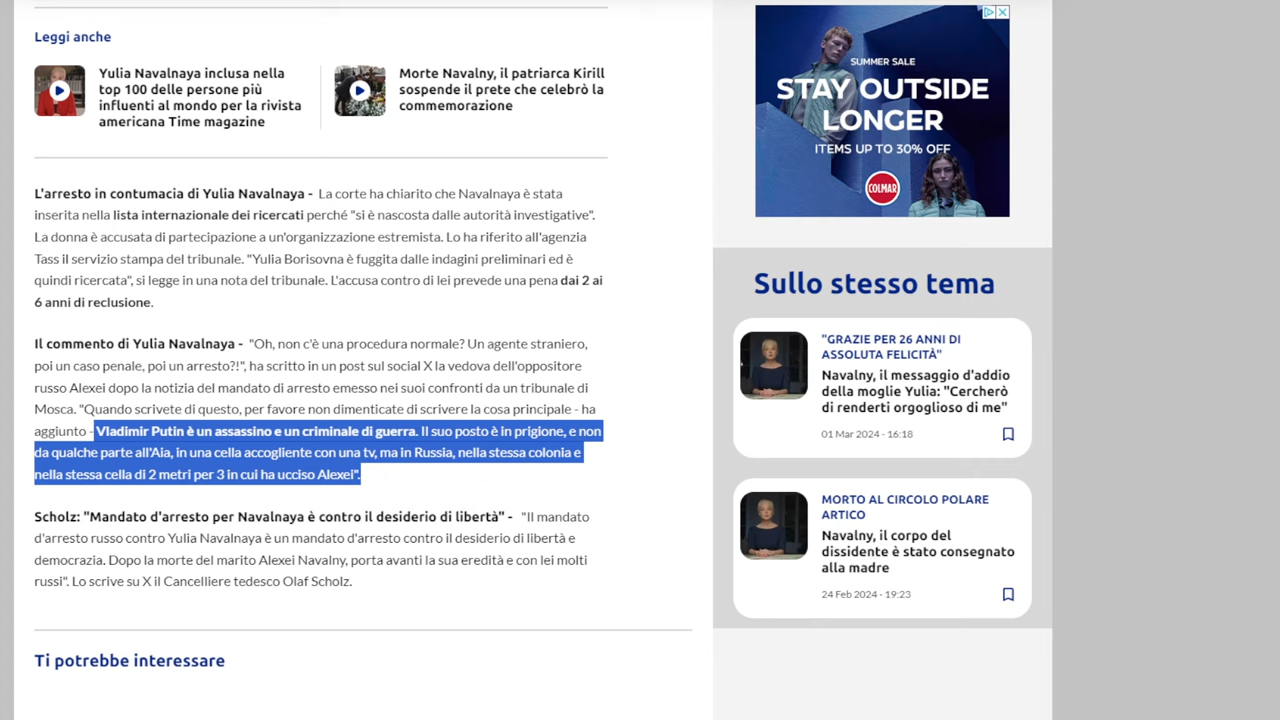 Leggi anche
Yulia Navalnaya inclusa nella
top 100 delle persone più
influenti al mondo per la rivista
americana Time magazine
Morte Navalny, il patriarca Kirill
sospende il prete che celebrò la
commemorazione
L'arresto in contumacia di Yulia Navalnaya - La corte ha chiarito che Navalnaya è stata
inserita nella lista internazionale dei ricercati perché "si è nascosta dalle autorità investigative".
La donna è accusata di partecipazione a un'organizzazione estremista. Lo ha riferito all'agenzia
Tass il servizio stampa del tribunale. "Yulia Borisovna è fuggita dalle indagini preliminari ed è
quindi ricercata", si legge in una nota del tribunale. L'accusa contro di lei prevede una pena dai 2 ai
6 anni di reclusione.
Il commento di Yulia Navalnaya - "Oh, non c'è una procedura normale? Un agente straniero,
poi un caso penale, poi un arresto?!", ha scritto in un post sul social X la vedova dell'oppositore
russo Alexei dopo la notizia del mandato di arresto emesso nei suoi confronti da un tribunale di
Mosca. "Quando scrivete di questo, per favore non dimenticate di scrivere la cosa principale - ha
aggiunto - Vladimir Putin è un assassino e un criminale di guerra. Il suo posto è in prigione, e non
da qualche parte all'Aia, in una cella accogliente con una tv, ma in Russia, nella stessa colonia e
nella stessa cella di 2 metri per 3 in cui ha ucciso Alexei".
Scholz: "Mandato d'arresto per Navalnaya è contro il desiderio di libertà" - "Il mandato
d'arresto russo contro Yulia Navalnaya è un mandato d'arresto contro il desiderio di libertà e
democrazia. Dopo la morte del marito Alexei Navalny, porta avanti la sua eredità e con lei molti
russi". Lo scrive su X il Cancelliere tedesco Olaf Scholz.
Ti potrebbe interessare
SUMMER SALE
STAY OUTSIDE
LONGER
ITEMS UP TO 30% OFF
COLMAR
Sullo stesso tema
"GRAZIE PER 26 ANNI DI
ASSOLUTA FELICITÀ"
Navalny, il messaggio d'addio
della moglie Yulia: "Cercherò
di renderti orgoglioso di me"
01 Mar 2024 - 16:18
MORTO AL CIRCOLO POLARE
ARTICO
Navalny, il corpo del
dissidente è stato consegnato
alla madre
24 Feb 2024 - 19:23